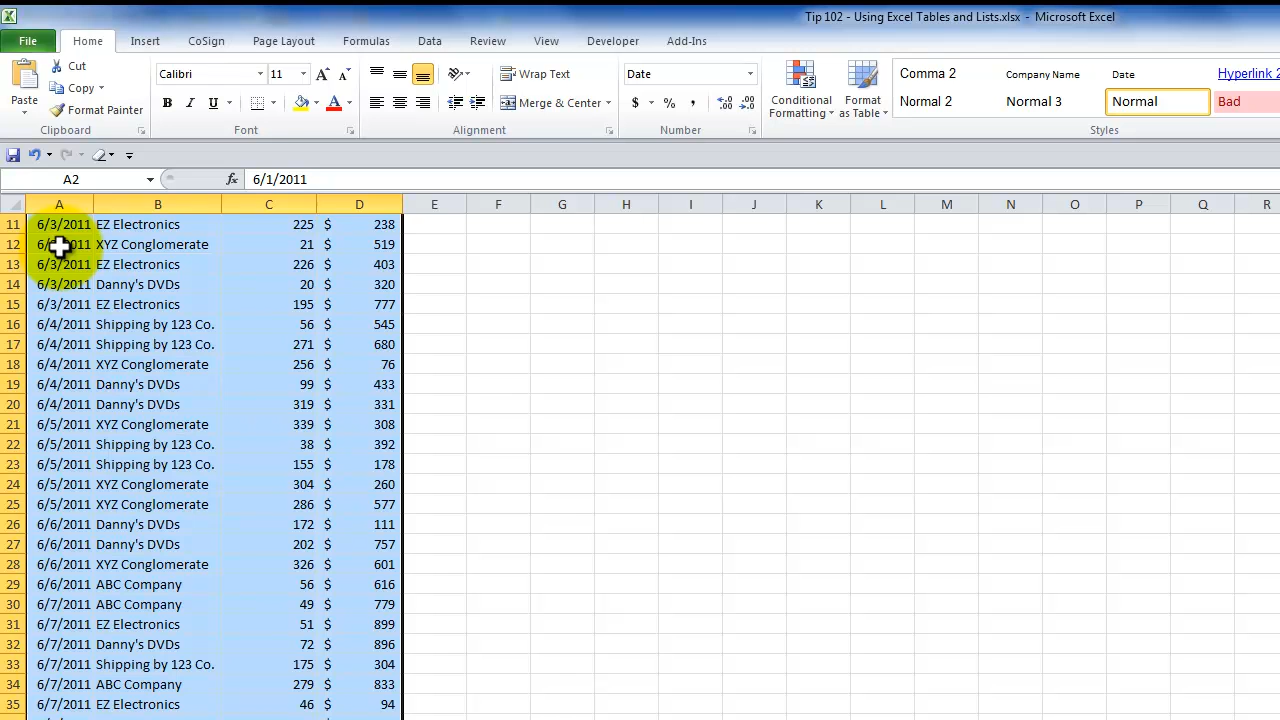 Tip 102 - Using Excel Tables and Lists.xlsx - Microsoft Excel
File Home Insert CoSign Page Layout Formulas Data Review View Developer Add-Ins
Paste Cut Copy Format Painter
Clipboard
Calibri 11
B I U A
Font
Wrap Text
Merge & Center
Alignment
Date
$ % ,
Number
Conditional Formatting
Format as Table
Comma 2 Company Name Date Hyperlink 2
Normal 2 Normal 3 Normal Bad
Styles
A2 fx 6/1/2011
A B C D E F G H I J K L M N O P Q R
11 6/3/2011 EZ Electronics 225 $ 238
12 XYZ Conglomerate 21 $ 519
13 6/3/2011 EZ Electronics 226 $ 403
14 6/3/2011 Danny's DVDs 20 $ 320
15 6/3/2011 EZ Electronics 195 $ 777
16 6/4/2011 Shipping by 123 Co. 56 $ 545
17 6/4/2011 Shipping by 123 Co. 271 $ 680
18 6/4/2011 XYZ Conglomerate 256 $ 76
19 6/4/2011 Danny's DVDs 99 $ 433
20 6/4/2011 Danny's DVDs 319 $ 331
21 6/5/2011 XYZ Conglomerate 339 $ 308
22 6/5/2011 Shipping by 123 Co. 38 $ 392
23 6/5/2011 Shipping by 123 Co. 155 $ 178
24 6/5/2011 XYZ Conglomerate 304 $ 260
25 6/5/2011 XYZ Conglomerate 286 $ 577
26 6/6/2011 Danny's DVDs 172 $ 111
27 6/6/2011 Danny's DVDs 202 $ 757
28 6/6/2011 XYZ Conglomerate 326 $ 601
29 6/6/2011 ABC Company 56 $ 616
30 6/7/2011 ABC Company 49 $ 779
31 6/7/2011 EZ Electronics 51 $ 899
32 6/7/2011 Danny's DVDs 72 $ 896
33 6/7/2011 Shipping by 123 Co. 175 $ 304
34 6/7/2011 ABC Company 279 $ 833
35 6/7/2011 EZ Electronics 46 $ 94